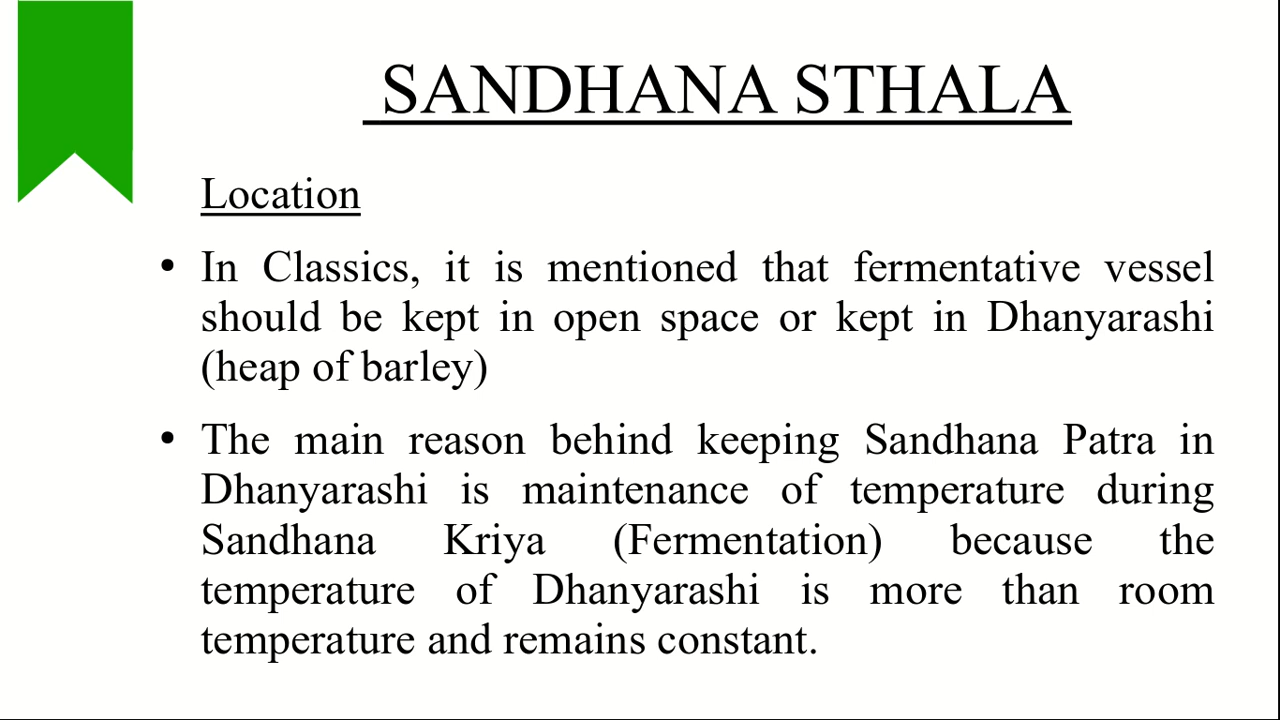 SANDHANA STHALA
Location
• In Classics, it is mentioned that fermentative vessel
should be kept in open space or kept in Dhanyarashi
(heap of barley)
• The main reason behind keeping Sandhana Patra in
Dhanyarashi is maintenance of temperature during
Sandhana Kriya (Fermentation) because the
temperature of Dhanyarashi is more than room
temperature and remains constant.